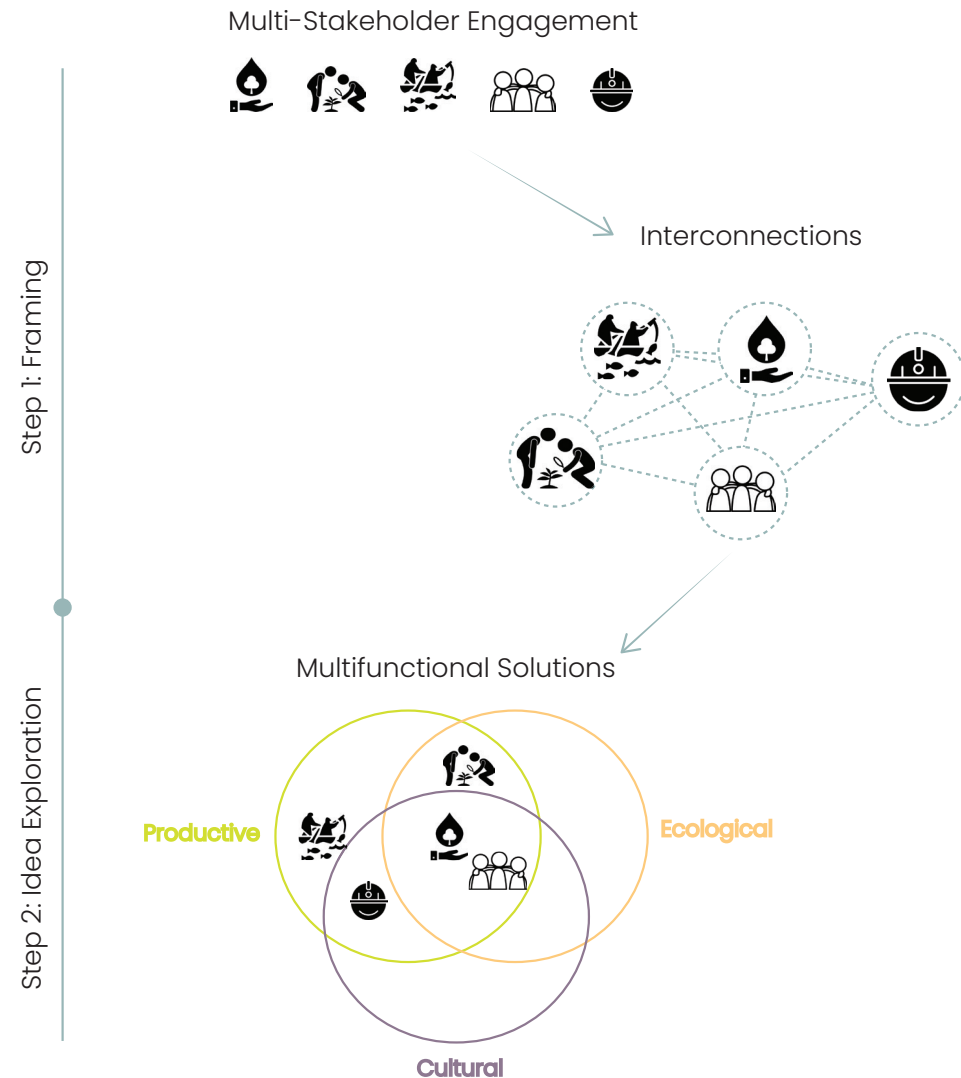 Multi-Stakeholder Engagement
Step 1: Framing
Interconnections
Step 2: Idea Exploration
Multifunctional Solutions
Productive
Ecological
Cultural